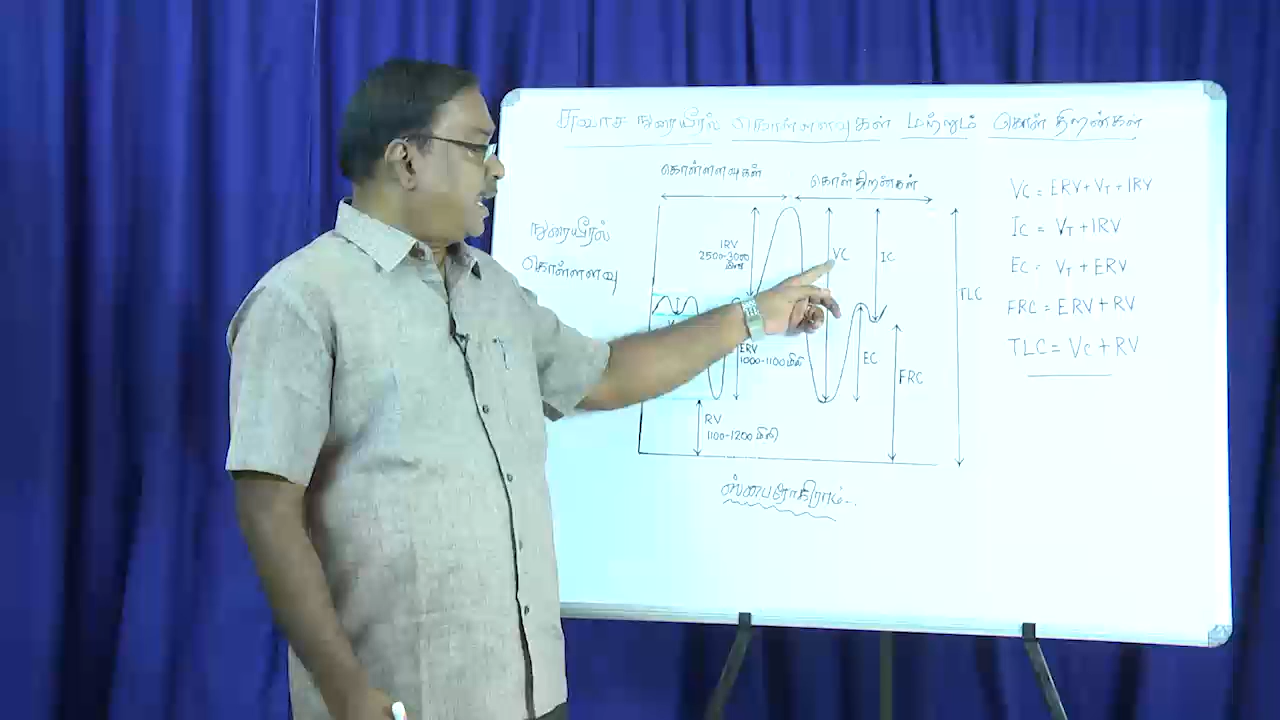 சுவாச நுரையீரல் கொள்ளளவுகள் மற்றும் கொள் திறன்கள்
கொள்ளளவுகள்
கொள்திறன்கள்
நுரையீரல்
கொள்ளளவு
IRV
2500-3000
மிலி
VC
IC
TLC
ERV
1000-1100 மிலி
EC
FRC
RV
1100-1200 மிலி
ஸ்பைரோகிராம்..
VC = ERV + VT + IRV
IC = VT + IRV
EC = VT + ERV
FRC = ERV + RV
TLC = VC + RV